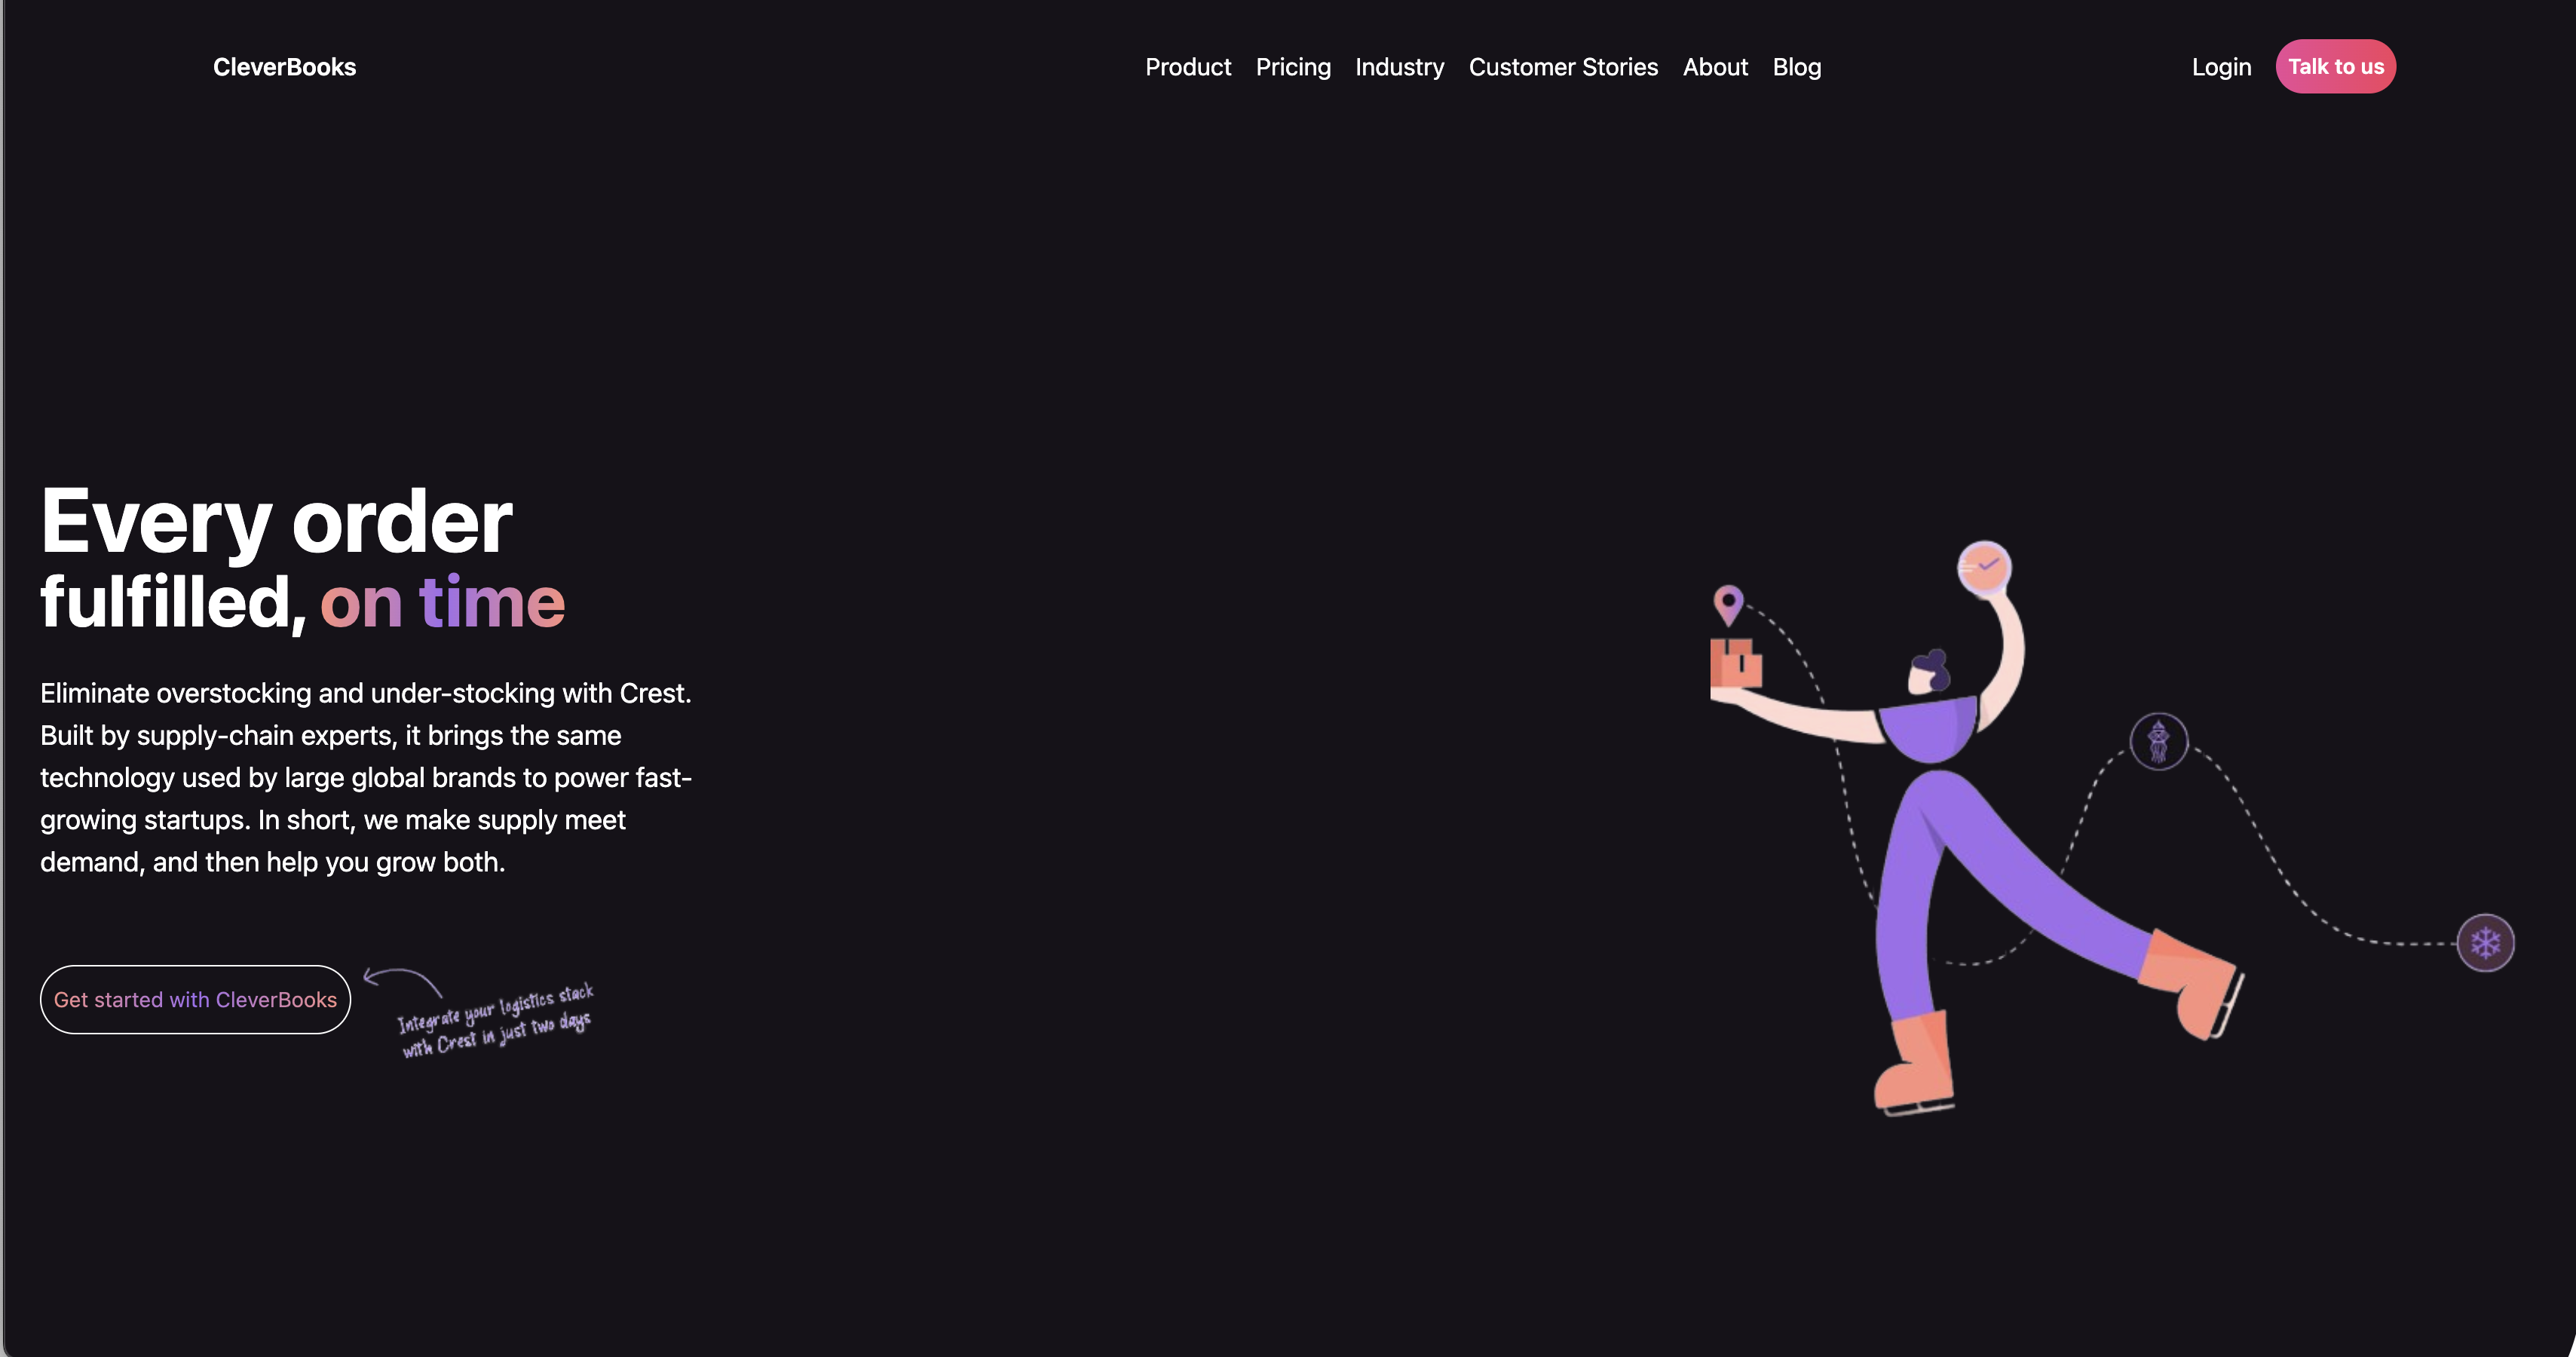 CleverBooks
Product Pricing Industry Customer Stories About Blog
Login Talk to us
Every order
fulfilled, on time
Eliminate overstocking and under-stocking with Crest.
Built by supply-chain experts, it brings the same
technology used by large global brands to power fast-
growing startups. In short, we make supply meet
demand, and then help you grow both.
Get started with CleverBooks
Integrate your logistics stack
with Crest in just two days